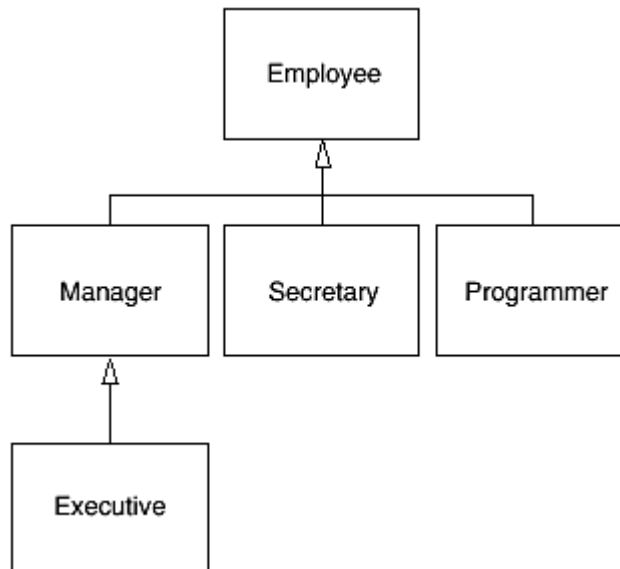 Employee
Manager
Secretary
Programmer
Executive